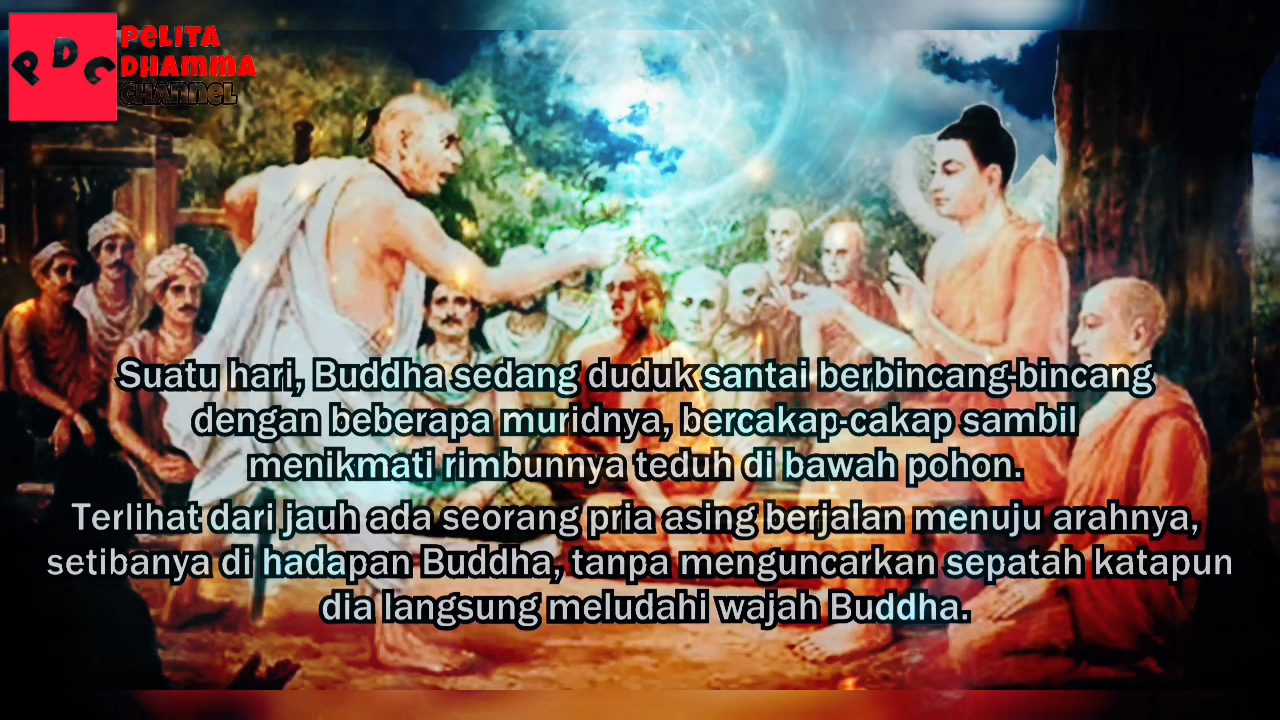 PDC
PELITA
DHAMMA
CHANNEL
Suatu hari, Buddha sedang duduk santai berbincang-bincang
dengan beberapa muridnya, bercakap-cakap sambil
menikmati rimbunnya teduh di bawah pohon.
Terlihat dari jauh ada seorang pria asing berjalan menuju arahnya,
setibanya di hadapan Buddha, tanpa menguncarkan sepatah katapun
dia langsung meludahi wajah Buddha.